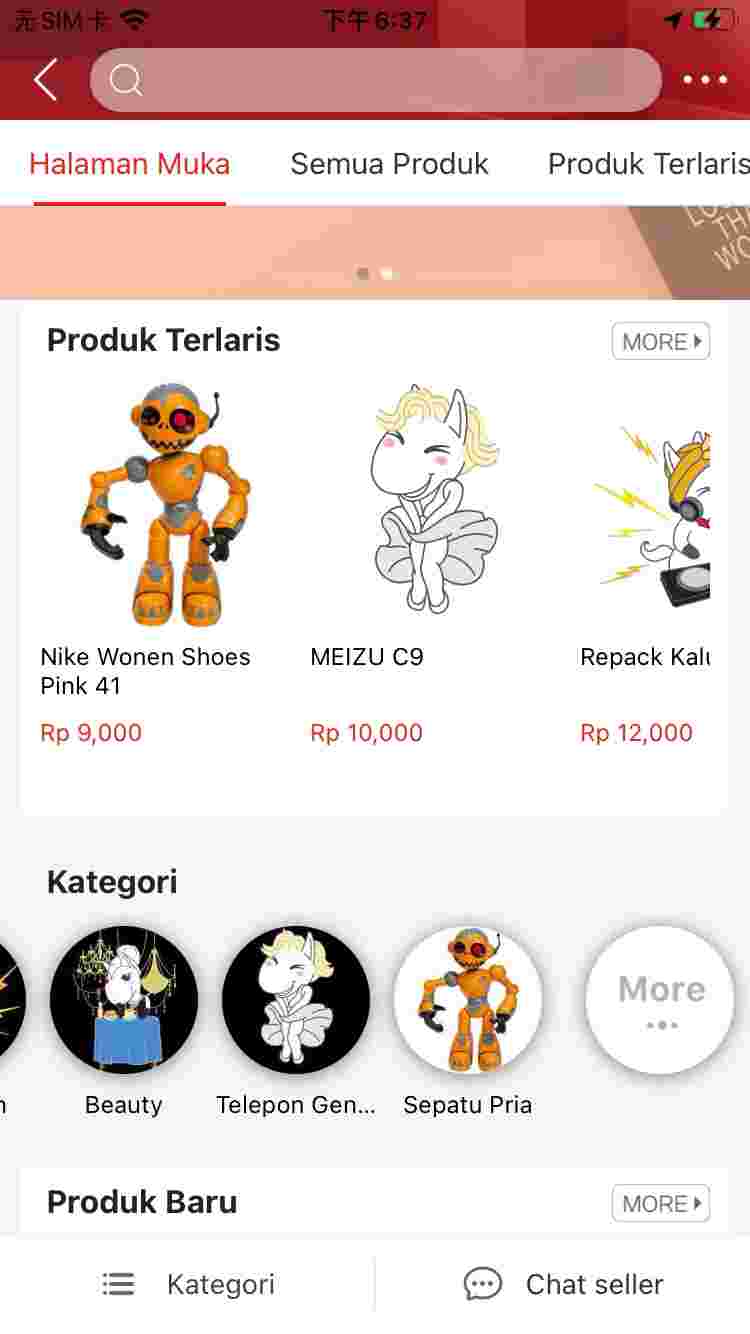 无SIM卡 下午6:37
Halaman Muka Semua Produk Produk Terlaris
THE
Produk Terlaris MORE
Nike Wonen Shoes Pink 41
MEIZU C9
Repack Kalu
Rp 9,000 Rp 10,000 Rp 12,000
Kategori
More
Beauty Telepon Gen... Sepatu Pria
Produk Baru MORE
Kategori Chat seller